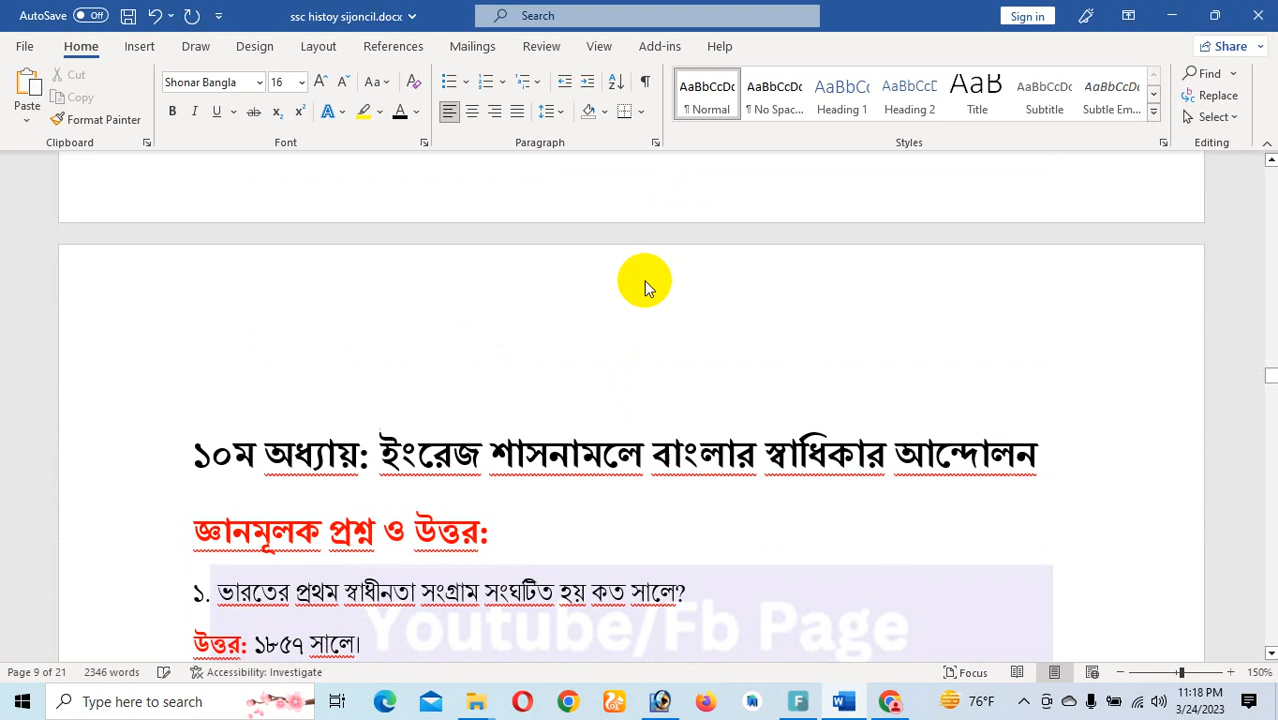 AutoSave Off ssc histoy sijoncil.docx Search Sign in
File Home Insert Draw Design Layout References Mailings Review View Add-ins Help Share
Paste Cut Copy Format Painter Clipboard
Shonar Bangla 16 Font
Paragraph
AaBbCcDc ¶ Normal AaBbCcDc ¶ No Spac... AaBbCc Heading 1 AaBbCcD Heading 2 AaB Title AaBbCcD Subtitle AaBbCcDc Subtle Em... Styles
Find Replace Select Editing
১০ম অধ্যায়: ইংরেজ শাসনামলে বাংলার স্বাধিকার আন্দোলন
জ্ঞানমূলক প্রশ্ন ও উত্তর:
১. ভারতের প্রথম স্বাধীনতা সংগ্রাম সংঘটিত হয় কত সালে?
Youtube/Fb Page
উত্তর: ১৮৫৭ সালে।
Page 9 of 21 2346 words Accessibility: Investigate Focus 150%
Type here to search 76°F 11:18 PM
3/24/2023